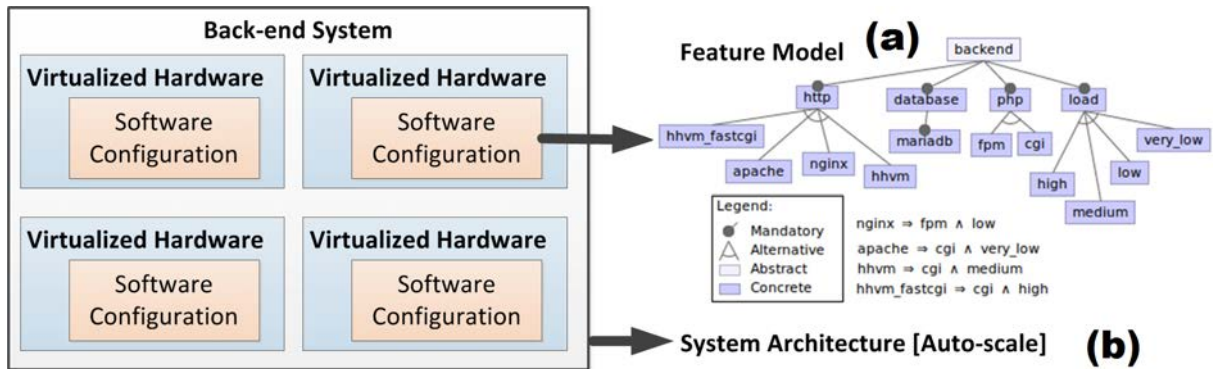 Back-end System
Virtualized Hardware
Software
Configuration
Virtualized Hardware
Software
Configuration
Virtualized Hardware
Software
Configuration
Virtualized Hardware
Software
Configuration
Feature Model
(a)
backend
http
database
php
load
hhvm_fastcgi
apache
nginx
hhvm
mariadb
fpm
cgi
high
medium
low
very_low
Legend:
Mandatory
Alternative
Abstract
Concrete
nginx ⇒ fpm ∧ low
apache ⇒ cgi ∧ very_low
hhvm ⇒ cgi ∧ medium
hhvm_fastcgi ⇒ cgi ∧ high
System Architecture [Auto-scale]
(b)